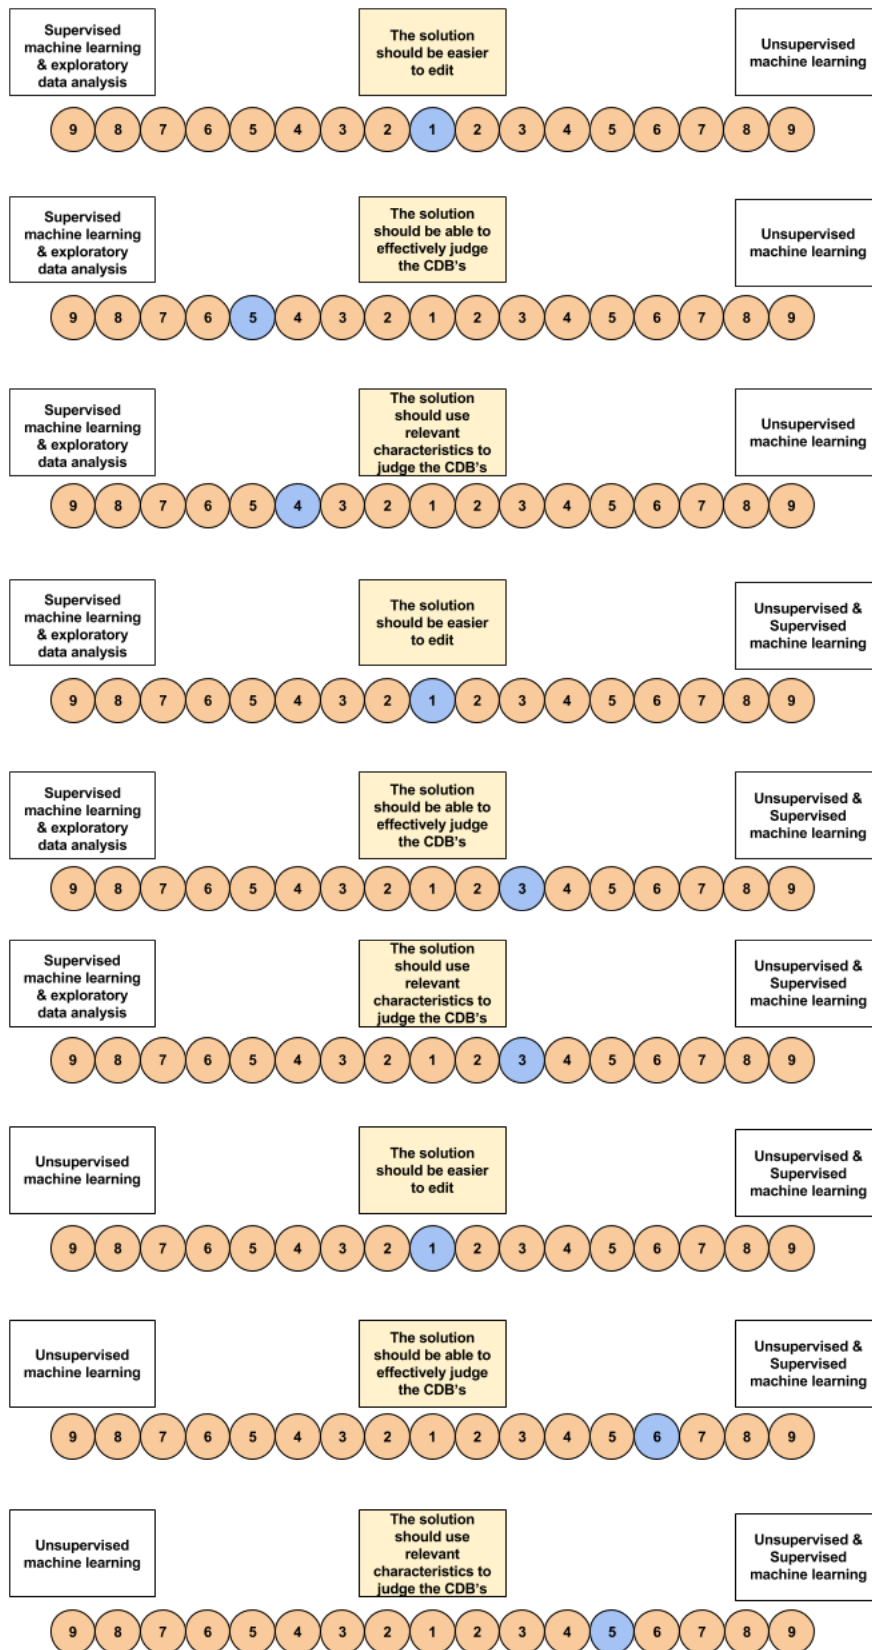 Supervised
machine learning
& exploratory
data analysis
The solution
should be easier
to edit
Unsupervised
machine learning
9 8 7 6 5 4 3 2 1 2 3 4 5 6 7 8 9
Supervised
machine learning
& exploratory
data analysis
The solution
should be able to
effectively judge
the CDB's
Unsupervised
machine learning
9 8 7 6 5 4 3 2 1 2 3 4 5 6 7 8 9
Supervised
machine learning
& exploratory
data analysis
The solution
should use
relevant
characteristics to
judge the CDB's
Unsupervised
machine learning
9 8 7 6 5 4 3 2 1 2 3 4 5 6 7 8 9
Supervised
machine learning
& exploratory
data analysis
The solution
should be easier
to edit
Unsupervised &
Supervised
machine learning
9 8 7 6 5 4 3 2 1 2 3 4 5 6 7 8 9
Supervised
machine learning
& exploratory
data analysis
The solution
should be able to
effectively judge
the CDB's
Unsupervised &
Supervised
machine learning
9 8 7 6 5 4 3 2 1 2 3 4 5 6 7 8 9
Supervised
machine learning
& exploratory
data analysis
The solution
should use
relevant
characteristics to
judge the CDB's
Unsupervised &
Supervised
machine learning
9 8 7 6 5 4 3 2 1 2 3 4 5 6 7 8 9
Unsupervised
machine learning
The solution
should be easier
to edit
Unsupervised &
Supervised
machine learning
9 8 7 6 5 4 3 2 1 2 3 4 5 6 7 8 9
Unsupervised
machine learning
The solution
should be able to
effectively judge
the CDB's
Unsupervised &
Supervised
machine learning
9 8 7 6 5 4 3 2 1 2 3 4 5 6 7 8 9
Unsupervised
machine learning
The solution
should use
relevant
characteristics to
judge the CDB's
Unsupervised &
Supervised
machine learning
9 8 7 6 5 4 3 2 1 2 3 4 5 6 7 8 9